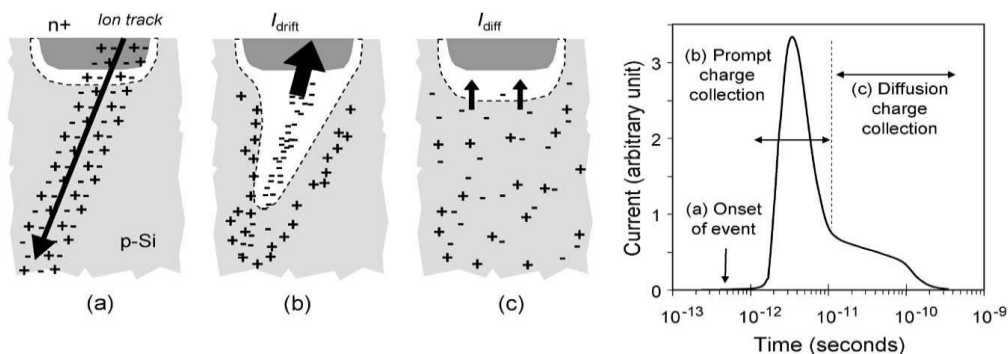 n+
Ion track
p-Si
(a)
Idrift
(b)
Idiff
(c)
Current (arbitrary unit)
3
2
1
0
(b) Prompt
charge
collection
(c) Diffusion
charge
collection
(a) Onset
of event
10-13
10-12
10-11
10-10
10-9
Time (seconds)